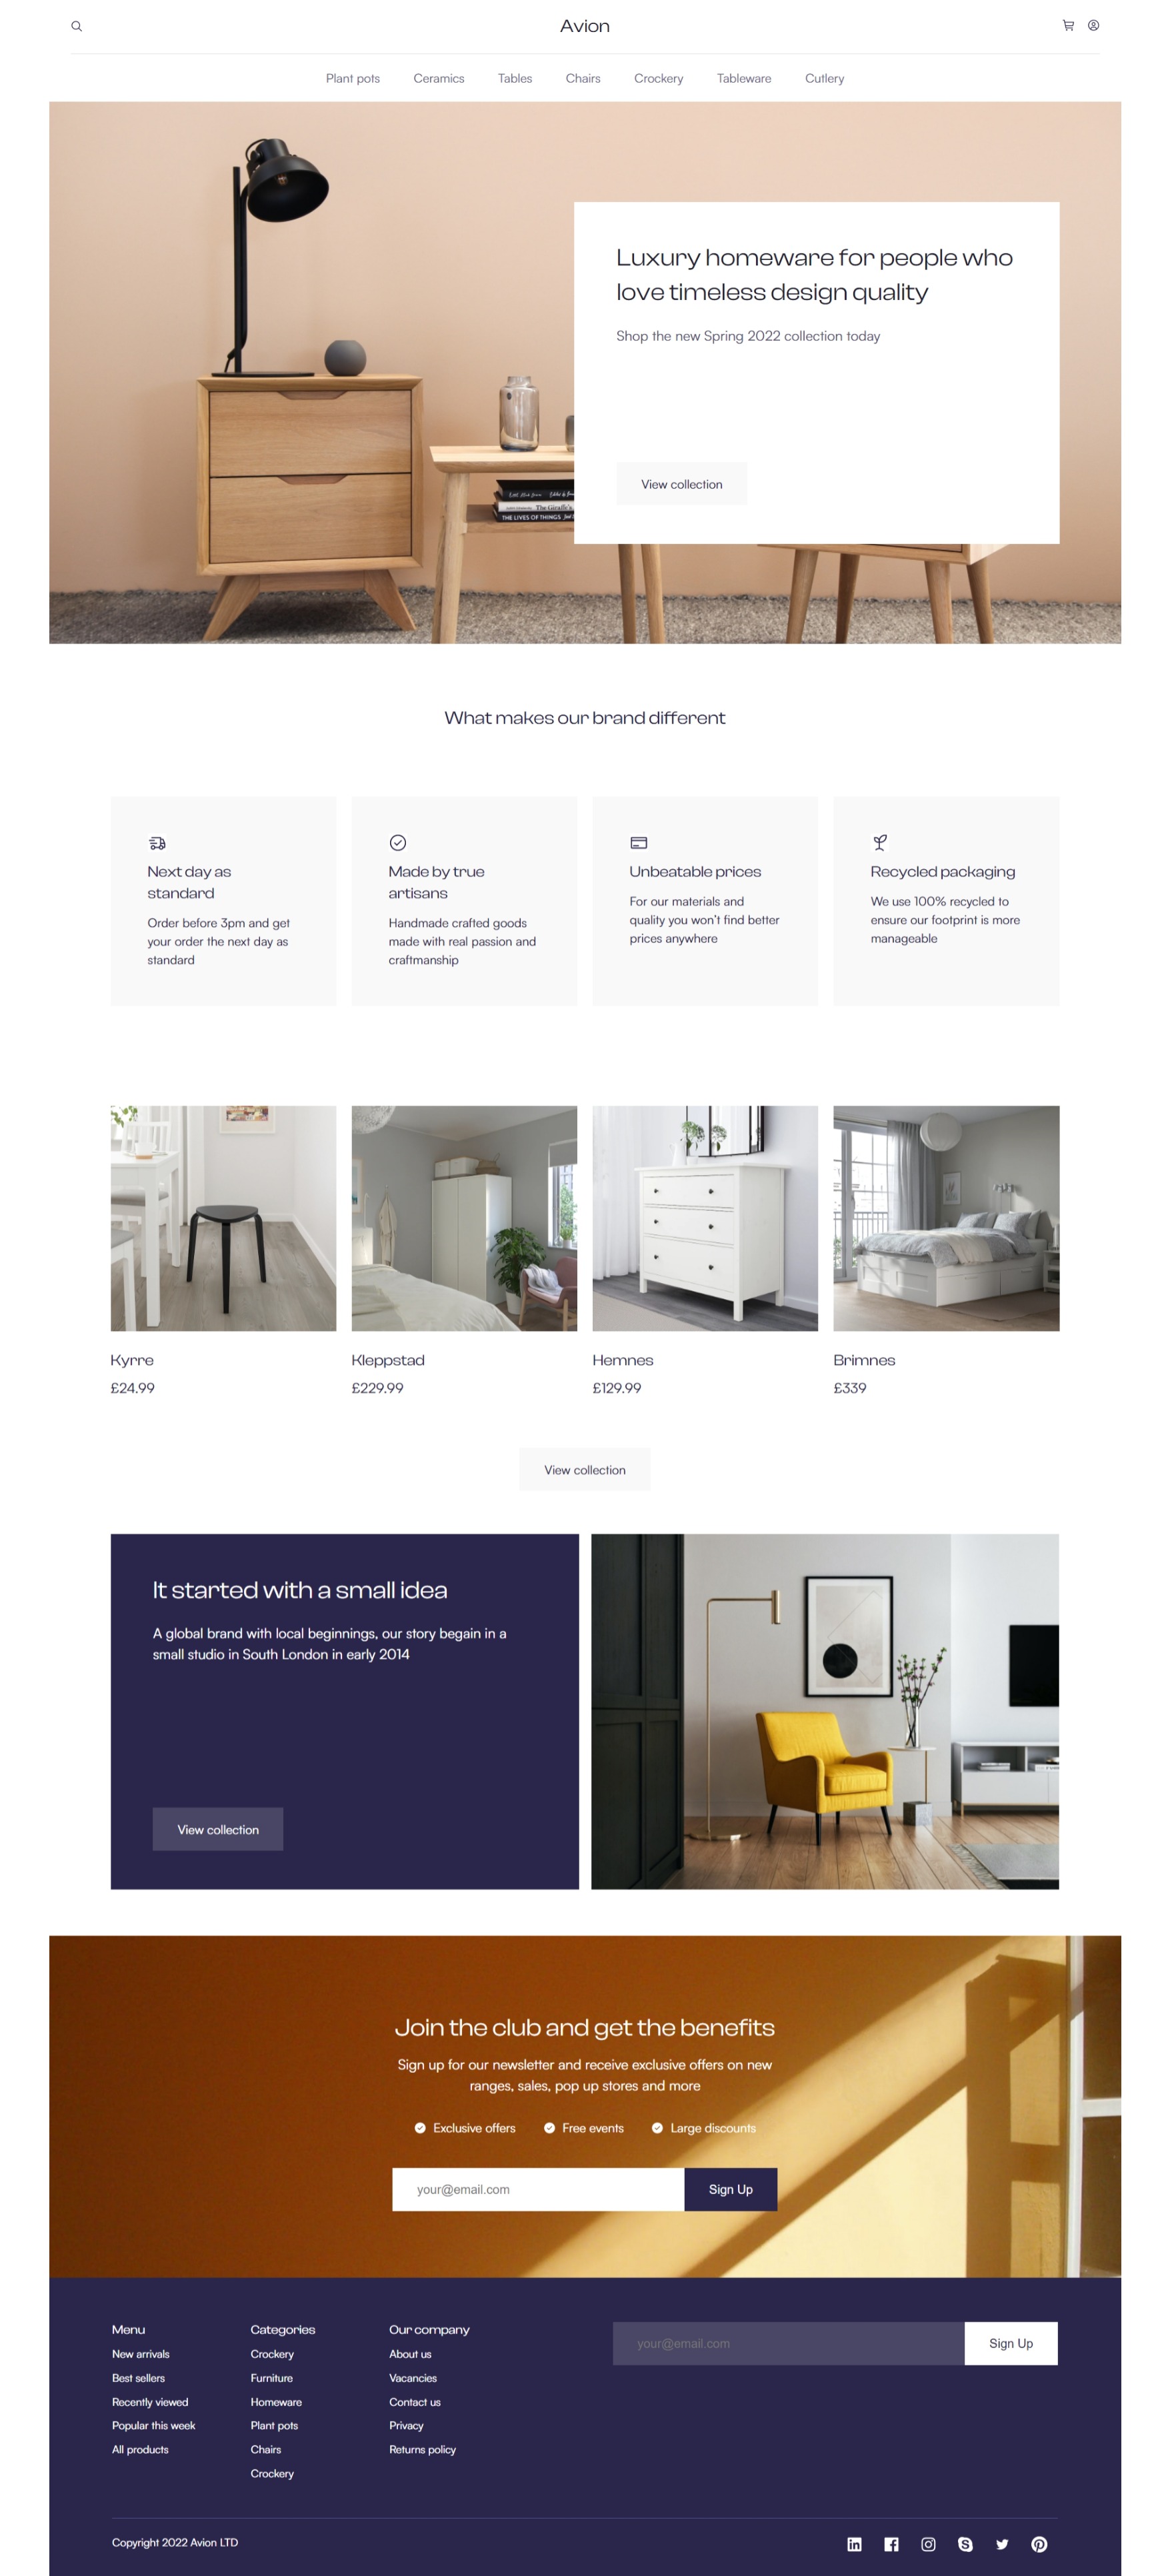 Avion
Plant pots Ceramics Tables Chairs Crockery Tableware Cutlery
Luxury homeware for people who
love timeless design quality
Shop the new Spring 2022 collection today
View collection
The Giraffe's
THE LIVES OF THINGS
What makes our brand different
Next day as
standard
Order before 3pm and get
your order the next day as
standard
Made by true
artisans
Handmade crafted goods
made with real passion and
craftmanship
Unbeatable prices
For our materials and
quality you won't find better
prices anywhere
Recycled packaging
We use 100% recycled to
ensure our footprint is more
manageable
Kyrre
£24.99
Kleppstad
£229.99
Hemnes
£129.99
Brimnes
£339
View collection
It started with a small idea
A global brand with local beginnings, our story begain in a
small studio in South London in early 2014
View collection
Join the club and get the benefits
Sign up for our newsletter and receive exclusive offers on new
ranges, sales, pop up stores and more
Exclusive offers Free events Large discounts
your@email.com Sign Up
Menu
New arrivals
Best sellers
Recently viewed
Popular this week
All products
Categories
Crockery
Furniture
Homeware
Plant pots
Chairs
Crockery
Our company
About us
Vacancies
Contact us
Privacy
Returns policy
your@email.com Sign Up
Copyright 2022 Avion LTD